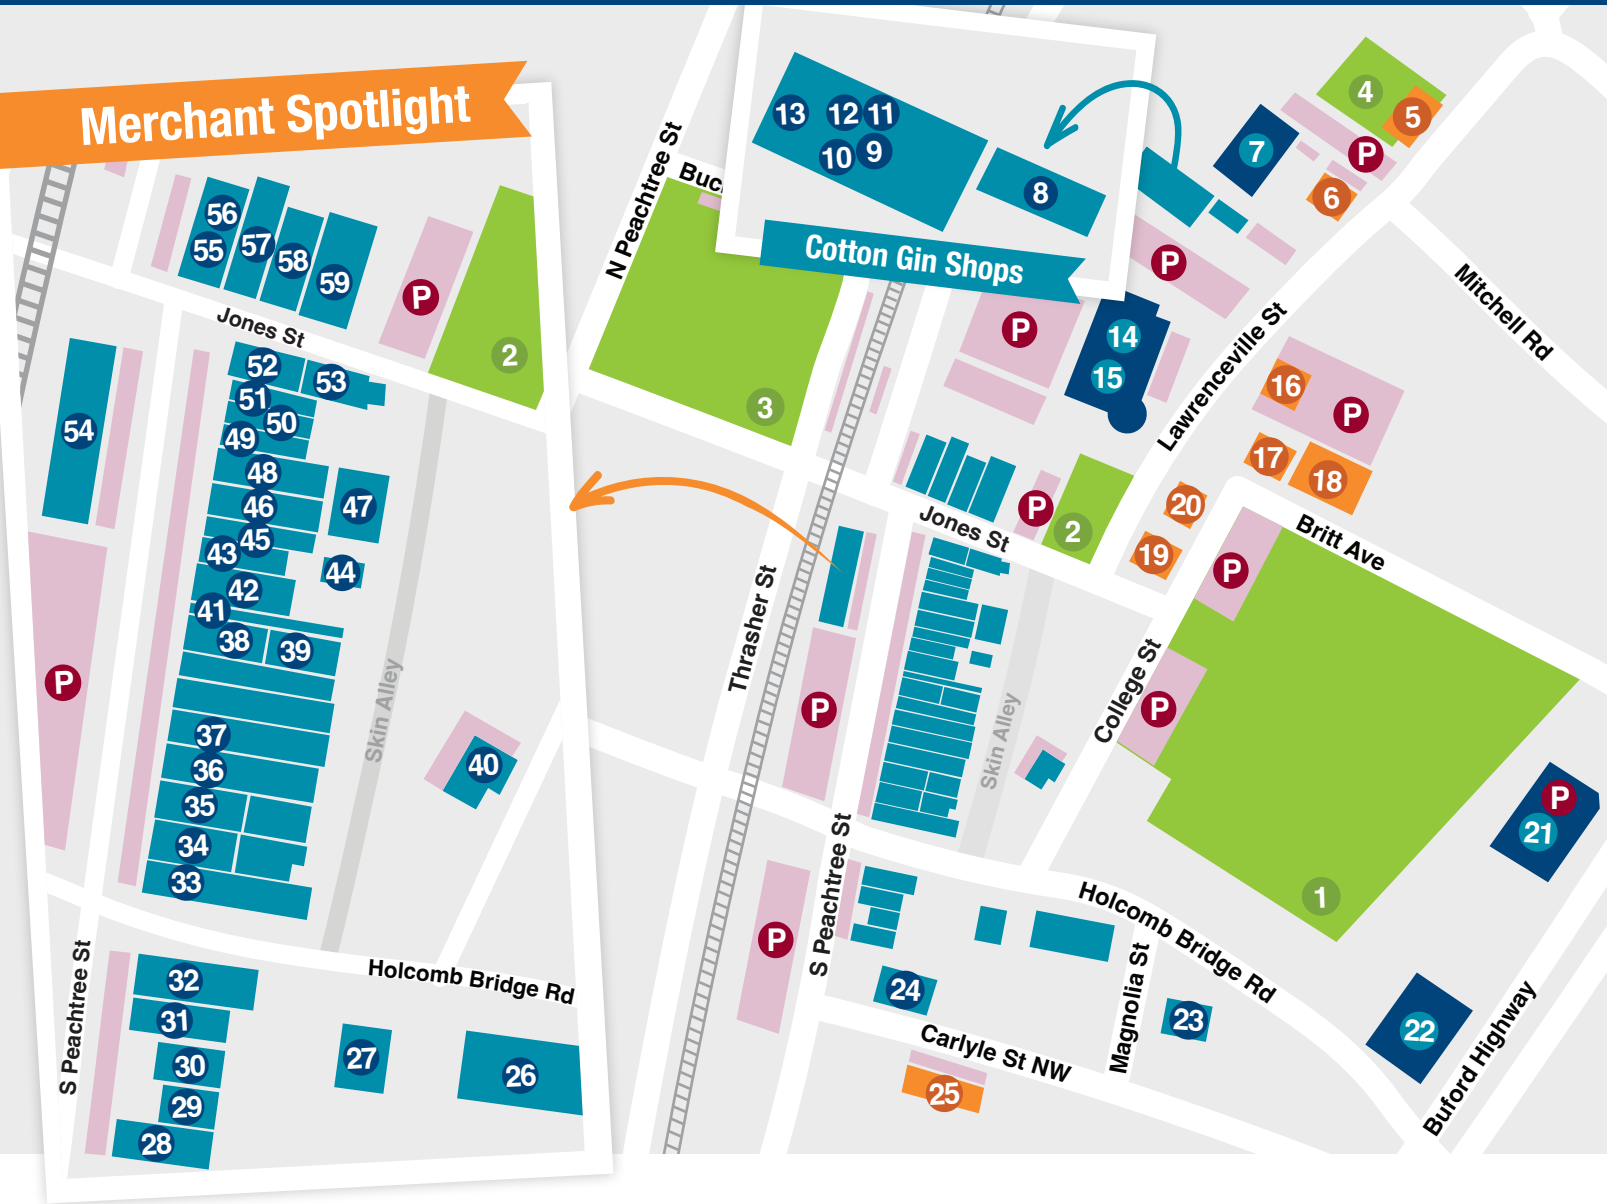 Merchant Spotlight
56
55
57
58
59
P
2
Jones St
52
53
51
50
49
54
48
47
46
45
43
44
42
41
38
39
P
Skin Alley
37
36
40
35
34
33
S Peachtree St
Holcomb Bridge Rd
32
31
30
27
26
29
28
N Peachtree St
Buc
3
13
12
11
10
9
8
Cotton Gin Shops
4
5
7
P
6
P
P
14
15
Lawrenceville St
Mitchell Rd
16
P
17
18
20
19
Britt Ave
P
2
Jones St
P
Thrasher St
P
Skin Alley
College St
P
1
P
21
S Peachtree St
P
Holcomb Bridge Rd
Magnolia St
24
23
22
Carlyle St NW
25
Buford Highway